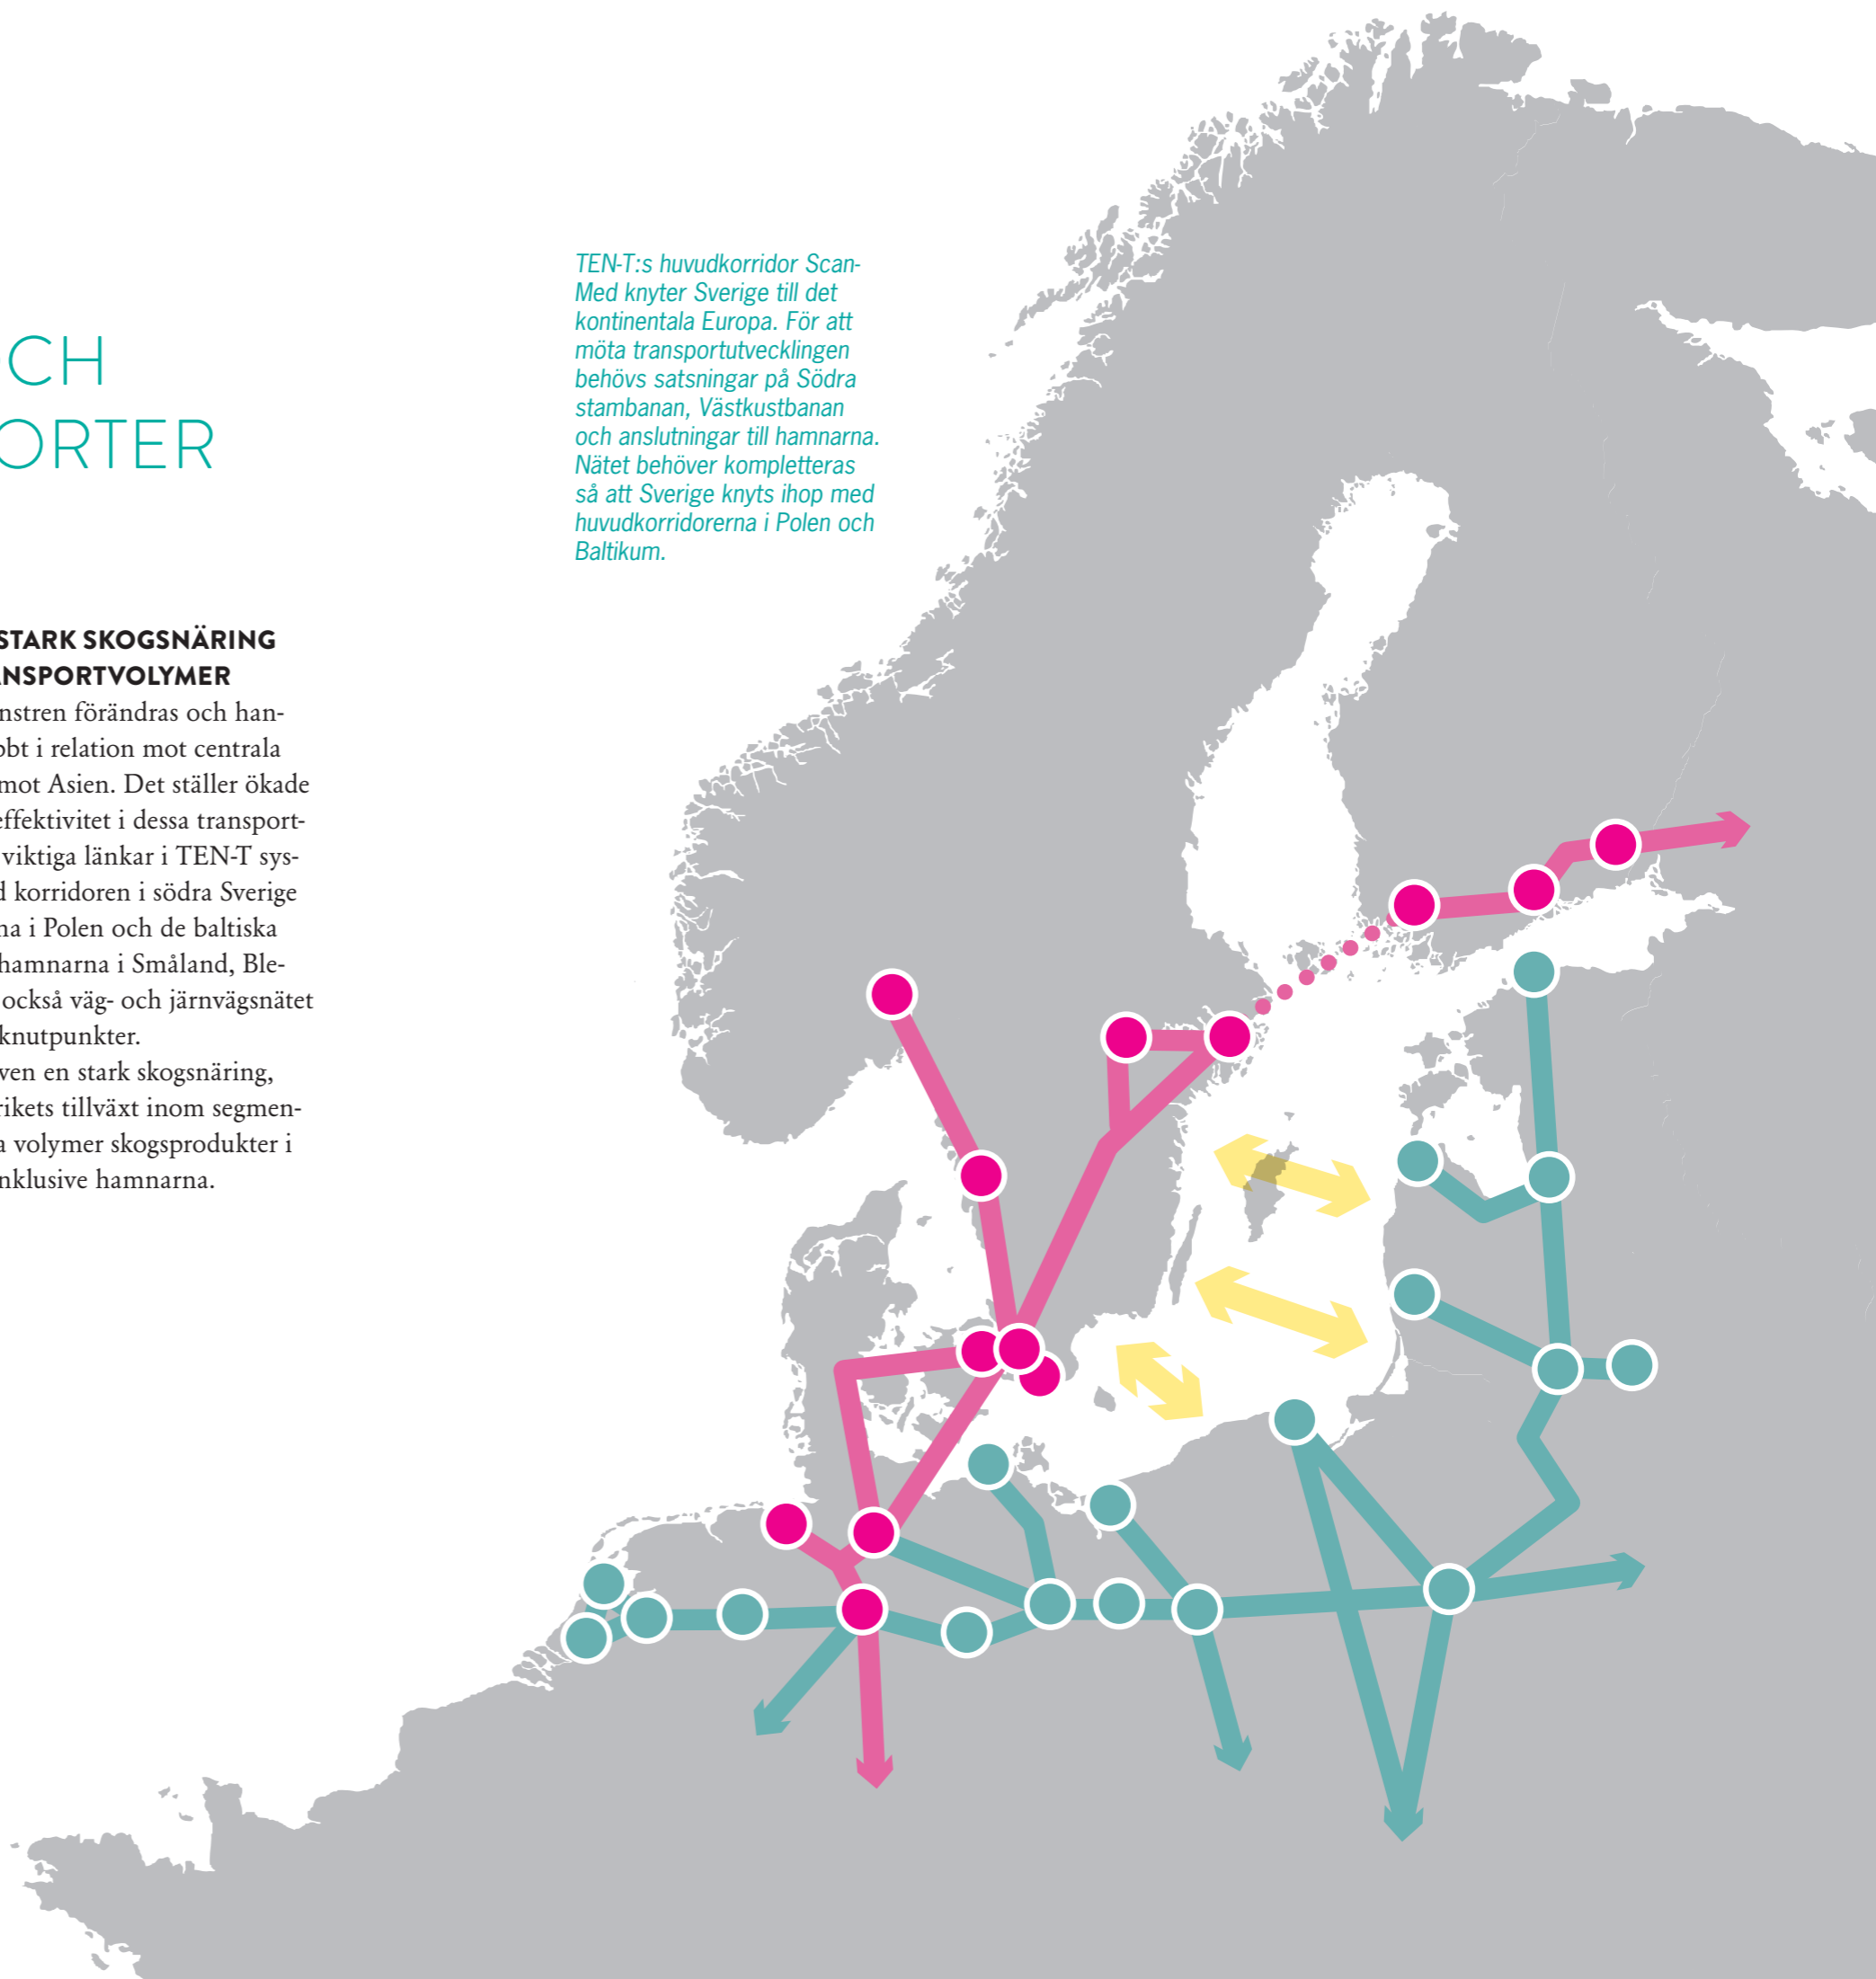 CH
ORTER
TEN-T:s huvudkorridor Scan-
Med knyter Sverige till det
kontinentala Europa. För att
möta transportutvecklingen
behövs satsningar på Södra
stambanan, Västkustbanan
och anslutningar till hamnarna.
Nätet behöver kompletteras
så att Sverige knyts ihop med
huvudkorridorerna i Polen och
Baltikum.
STARK SKOGSNÄRING
ANSPORTVOLYMER
nstren förändras och han-
bbt i relation mot centrala
mot Asien. Det ställer ökade
effektivitet i dessa transport-
viktiga länkar i TEN-T sys-
d korridoren i södra Sverige
na i Polen och de baltiska
hamnarna i Småland, Ble-
också väg- och järnvägsnätet
knutpunkter.
ven en stark skogsnäring,
rikets tillväxt inom segmen-
a volymer skogsprodukter i
nklusive hamnarna.